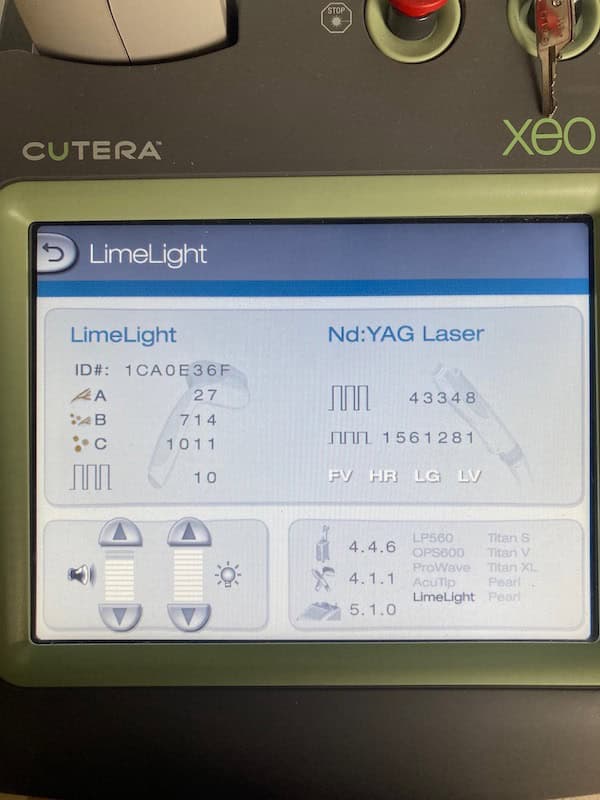 STOP
CUTERA™
xeo
LimeLight
LimeLight
ID#: 1CA0E36F
A 27
B 714
C 1011
10
Nd:YAG Laser
43348
1561281
FV HR LG LV
4.4.6
4.1.1
5.1.0
LP560 Titan S
OPS600 Titan V
ProWave Titan XL
AcuTip Pearl
LimeLight Pearl